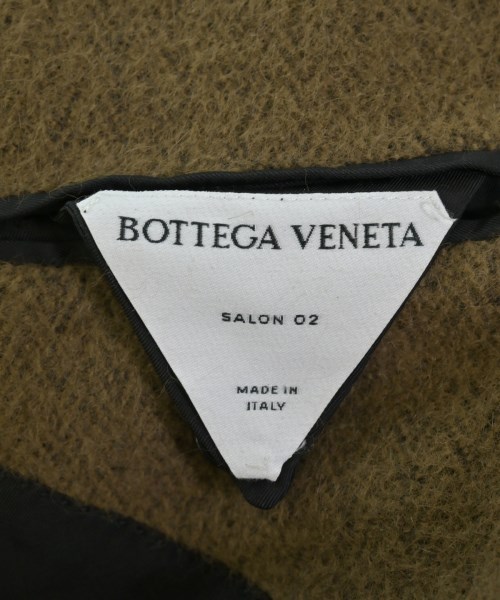 BOTTEGA VENETA
SALON 02
MADE IN
ITALY